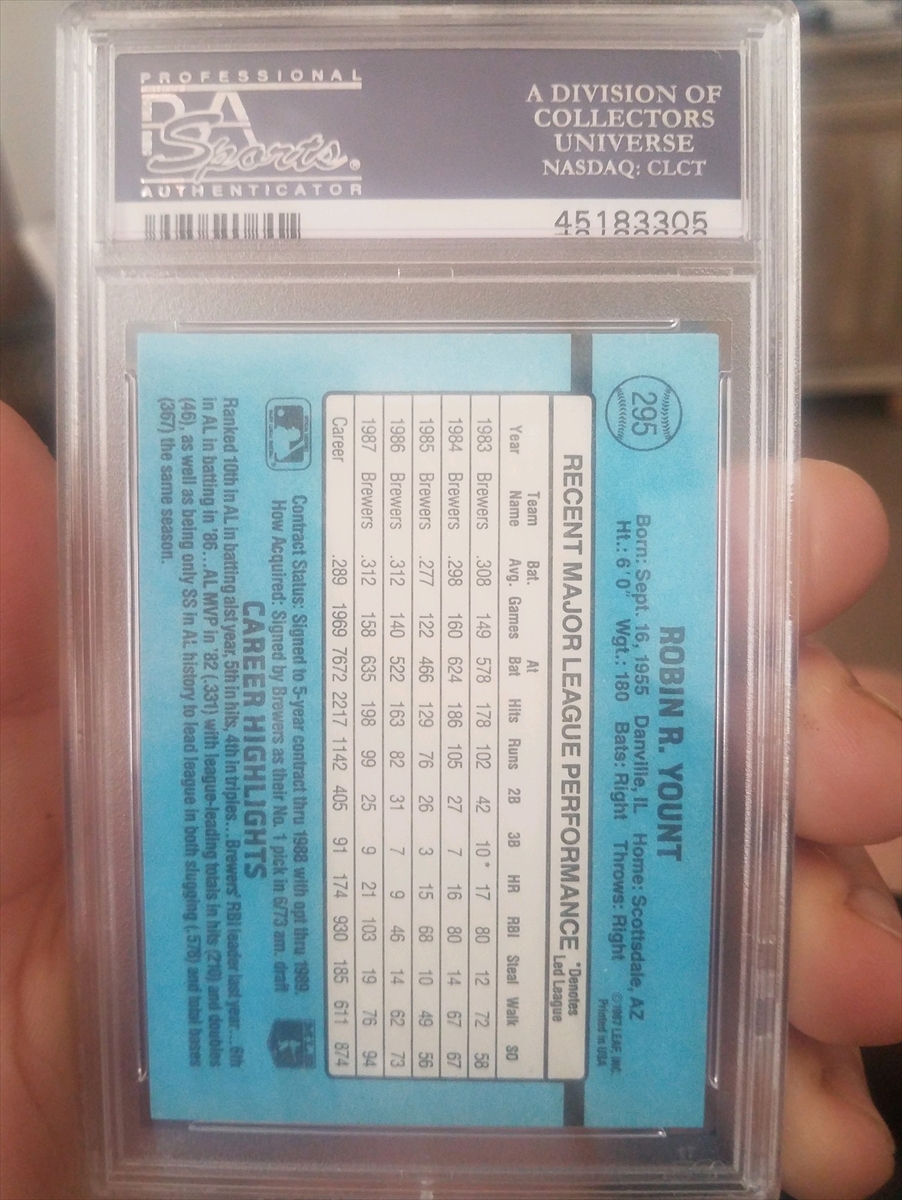 PROFESSIONAL
PSA
Sports®
AUTHENTICATOR
A DIVISION OF
COLLECTORS
UNIVERSE
NASDAQ: CLCT
45183305
295
ROBIN R. YOUNT
Born: Sept. 16, 1955 Danville, IL Home: Scottsdale, AZ
Ht.: 6' 0" Wgt.: 180 Bats: Right Throws: Right
©1987 LEAF, INC.
Printed in USA
RECENT MAJOR LEAGUE PERFORMANCE
*Denotes
Led League
Year Team Name Bat. Avg. Games At Bat Hits Runs 2B 3B HR RBI Steal Walk SO
1983 Brewers .308 149 578 178 102 42 10* 17 80 12 72 58
1984 Brewers .298 160 624 186 105 27 7 16 80 14 67 67
1985 Brewers .277 122 466 129 76 26 3 15 68 10 49 56
1986 Brewers .312 140 522 163 82 31 7 9 46 14 62 73
1987 Brewers .312 158 635 198 99 25 9 21 103 19 76 94
Career .289 1969 7672 2217 1142 405 91 174 930 185 611 874
Contract Status: Signed to 5-year contract thru 1988 with opt thru 1989
How Acquired: Signed by Brewers as their No. 1 pick in 6/73 am. draft
CAREER HIGHLIGHTS
Ranked 10th in AL in batting alst year, 5th in hits, 4th in triples...Brewers' RBI leader last year....6th
in AL in batting in '86...AL MVP in '82 (.331) with league-leading totals in hits (210) and doubles
(46), as well as being only SS in AL history to lead league in both slugging (.578) and total bases
(367) the same season.